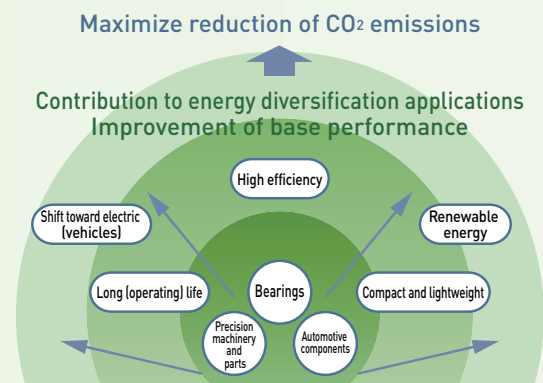 Maximize reduction of CO2 emissions
Contribution to energy diversification applications
Improvement of base performance
High efficiency
Shift toward electric
(vehicles)
Renewable
energy
Long (operating) life
Bearings
Compact and lightweight
Precision
machinery
and
parts
Automotive
components